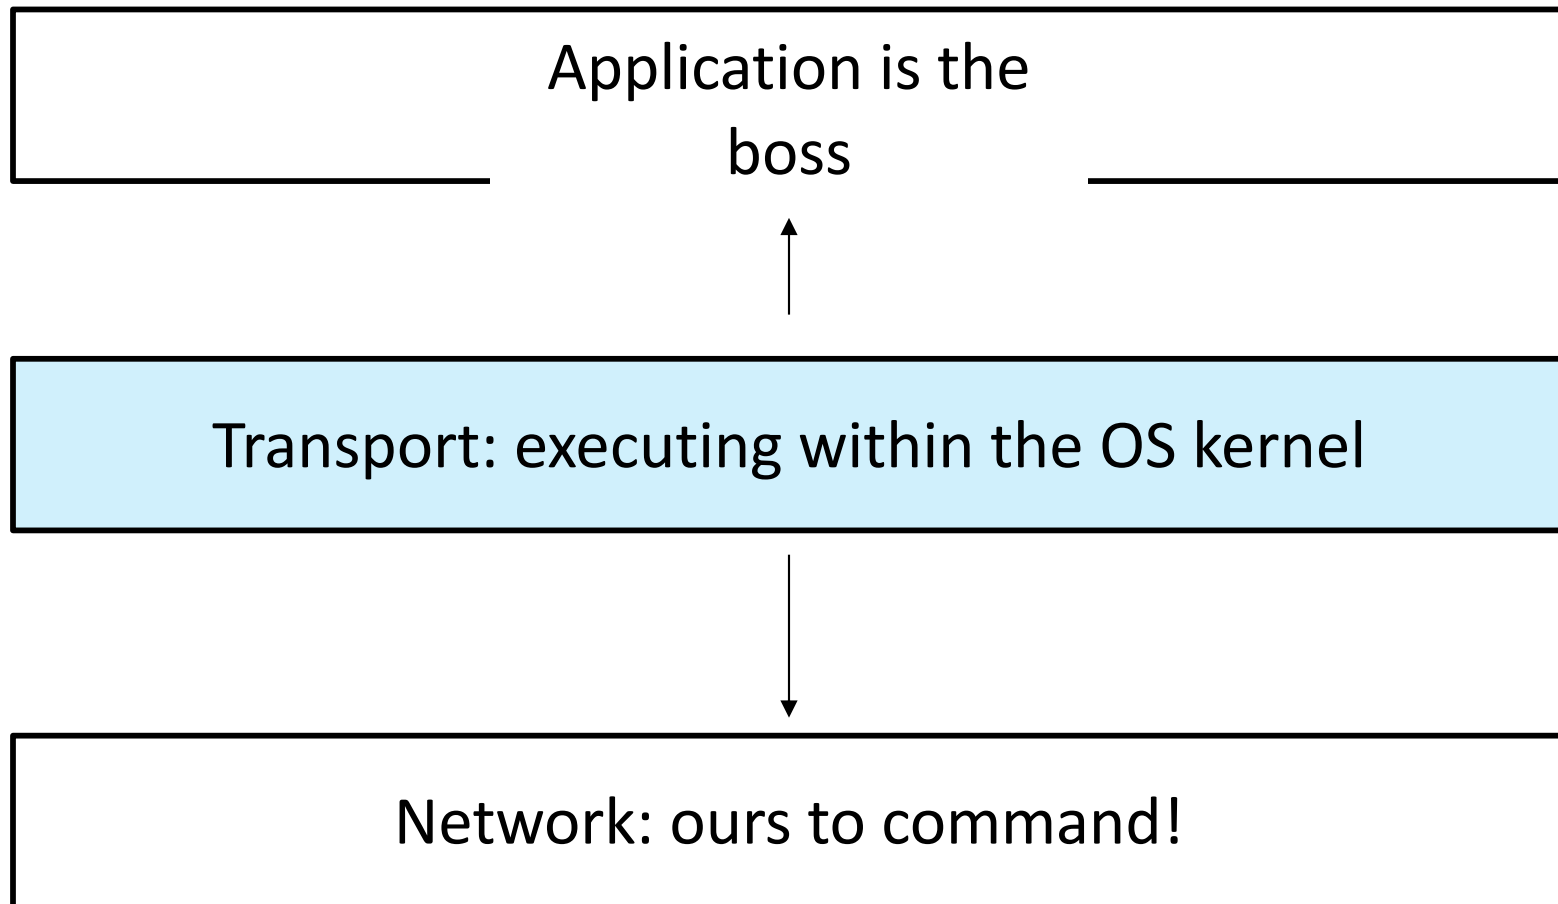 Application is the
boss
Transport: executing within the OS kernel
Network: ours to command!